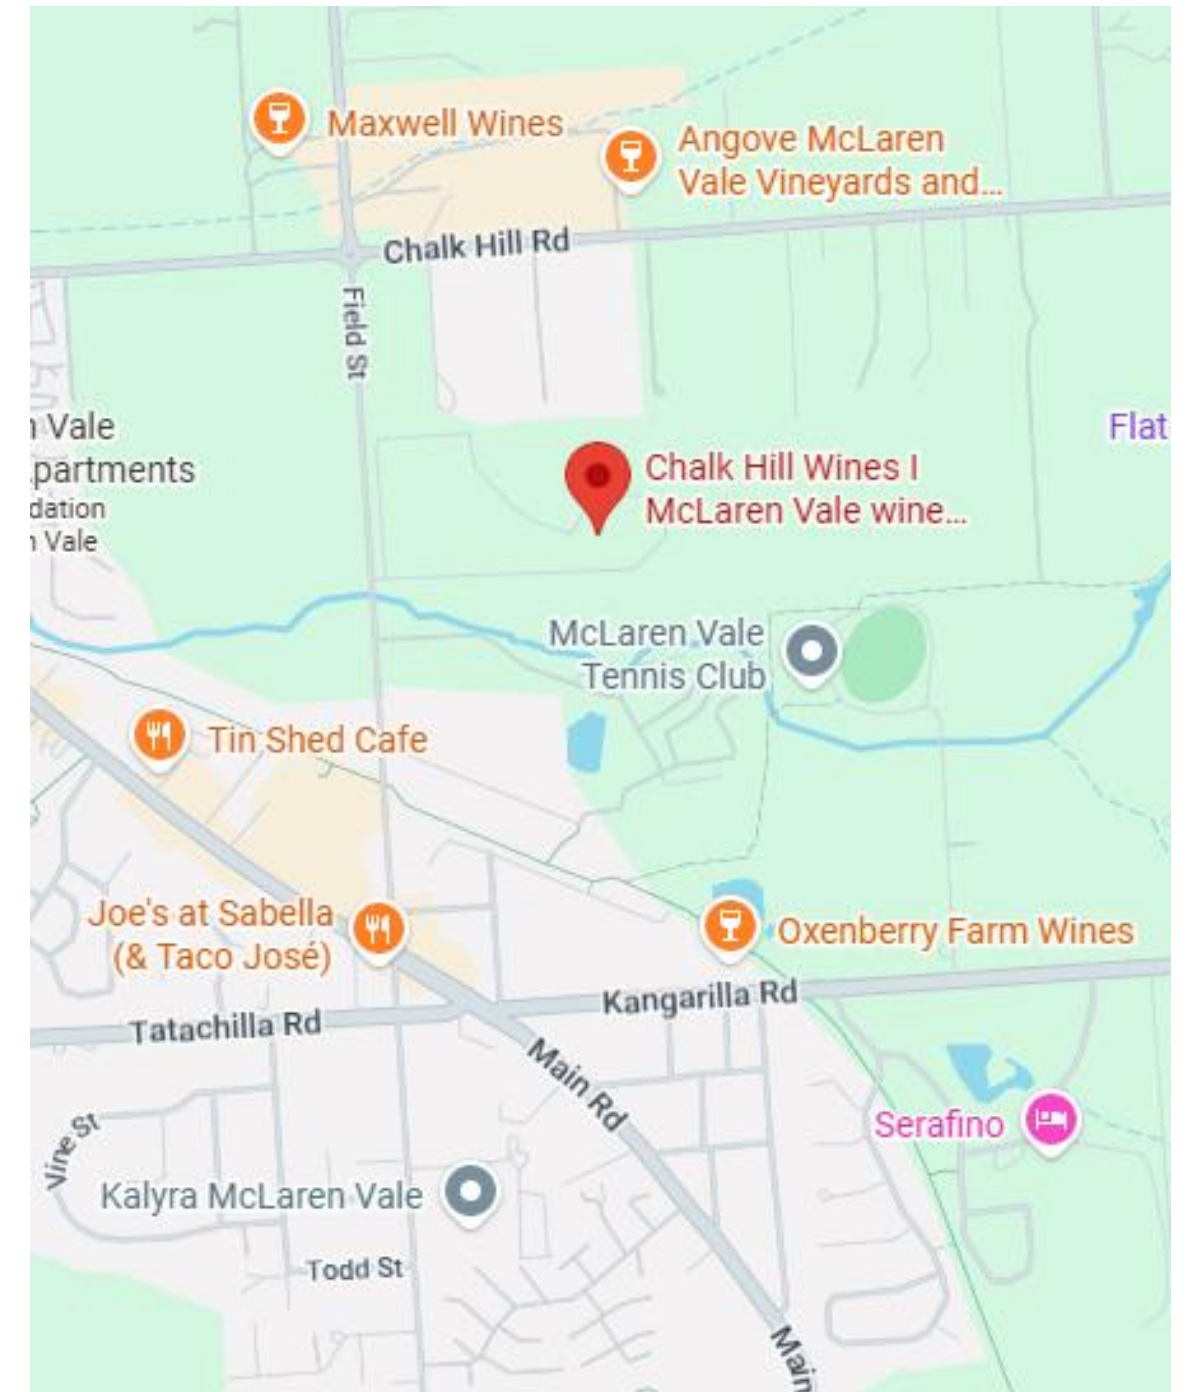 Maxwell Wines
Angove McLaren
Vale Vineyards and...
Chalk Hill Rd
Field St
Vale
partments
dation
Vale
Flat
Chalk Hill Wines I
McLaren Vale wine...
McLaren Vale
Tennis Club
Tin Shed Cafe
Joe's at Sabella
(& Taco José)
Oxenberry Farm Wines
Kangarilla Rd
Tatachilla Rd
Main Rd
Serafino
Vine St
Kalyra McLaren Vale
Todd St
Main